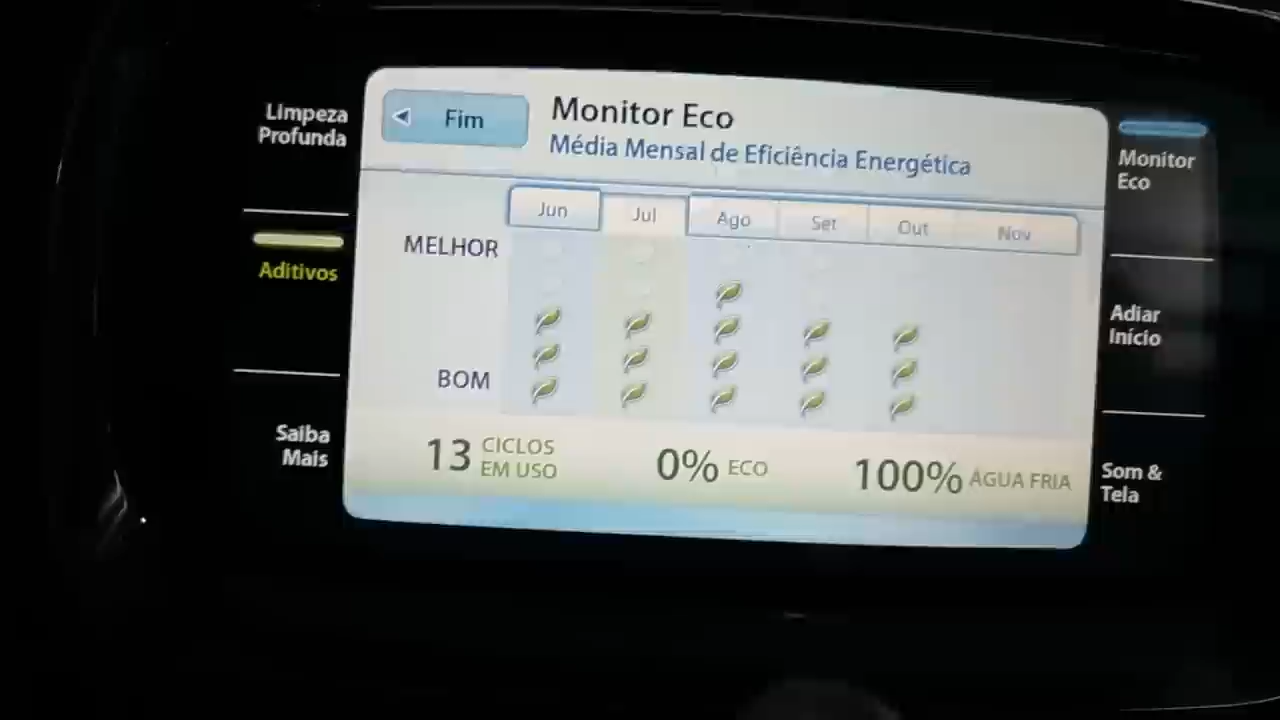 Limpeza
Profunda
Aditivos
Saiba
Mais
Fim
Monitor Eco
Média Mensal de Eficiência Energética
Jun Jul Ago Set Out Nov
MELHOR
BOM
13 CICLOS
EM USO
0% ECO
100% ÁGUA FRIA
Monitor
Eco
Adiar
Início
Som &
Tela